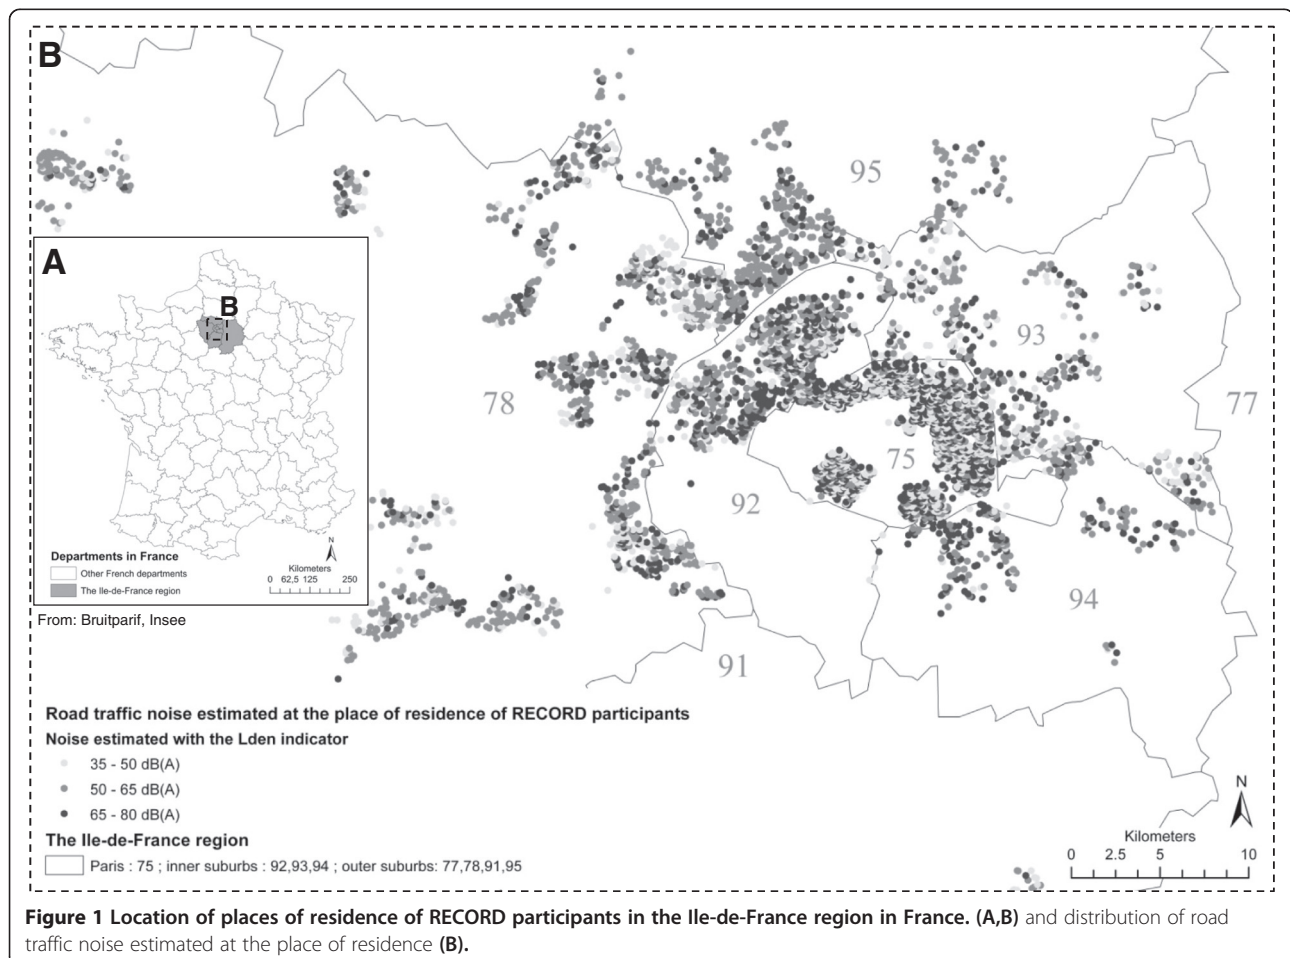 B
95
A
B
93
78
77
75
92
94
91
Departments in France
Other French departments
The Ile-de-France region
N
Kilometers
0 62,5 125 250
From: Bruitparif, Insee
Road traffic noise estimated at the place of residence of RECORD participants
Noise estimated with the Lden indicator
35 - 50 dB(A)
50 - 65 dB(A)
65 - 80 dB(A)
The Ile-de-France region
Paris : 75 ; inner suburbs : 92,93,94 ; outer suburbs: 77,78,91,95
N
Kilometers
0 2.5 5 10
Figure 1 Location of places of residence of RECORD participants in the Ile-de-France region in France. (A,B) and distribution of road
traffic noise estimated at the place of residence (B).